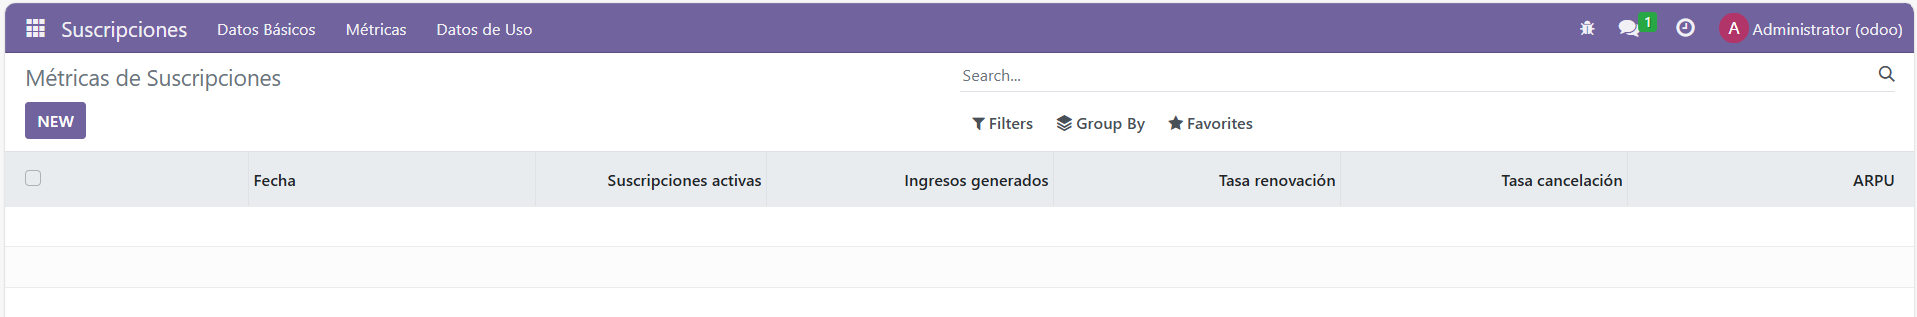 Suscripciones Datos Básicos Métricas Datos de Uso 1 A Administrator (odoo)
Métricas de Suscripciones Search...
NEW Filters Group By Favorites
Fecha Suscripciones activas Ingresos generados Tasa renovación Tasa cancelación ARPU